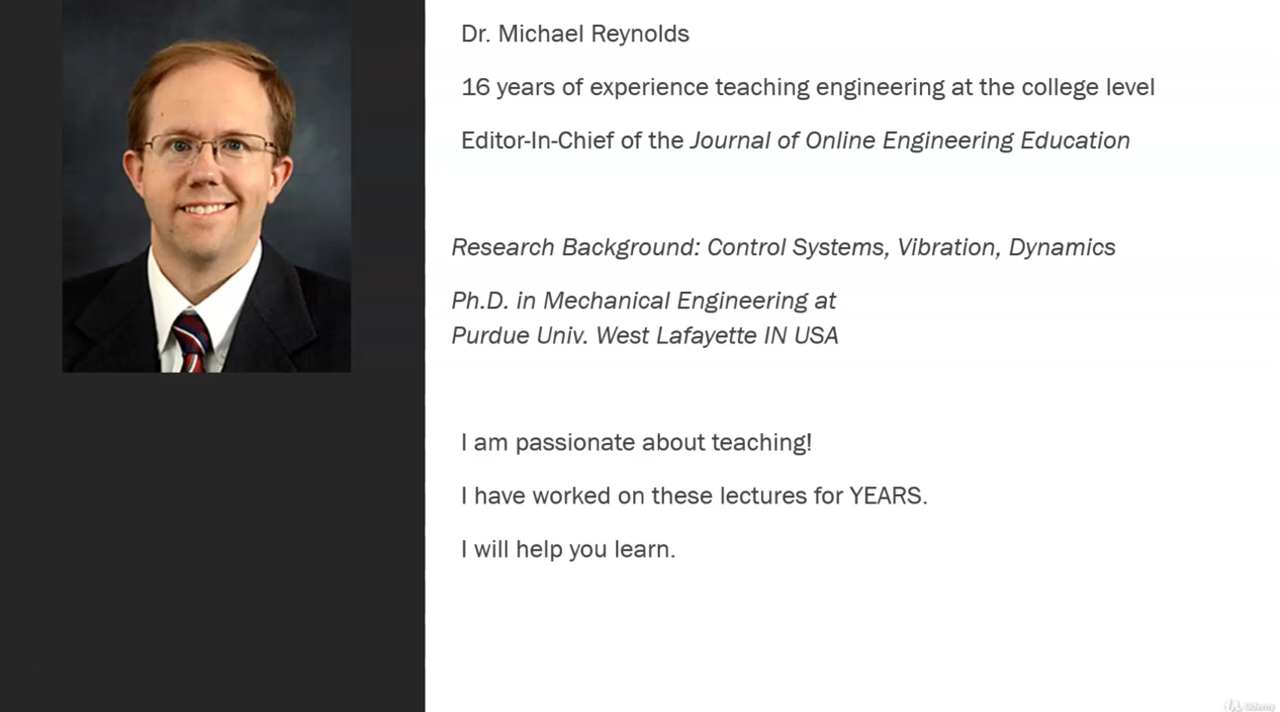 Dr. Michael Reynolds
16 years of experience teaching engineering at the college level
Editor-In-Chief of the Journal of Online Engineering Education
Research Background: Control Systems, Vibration, Dynamics
Ph.D. in Mechanical Engineering at
Purdue Univ. West Lafayette IN USA
I am passionate about teaching!
I have worked on these lectures for YEARS.
I will help you learn.
Udemy